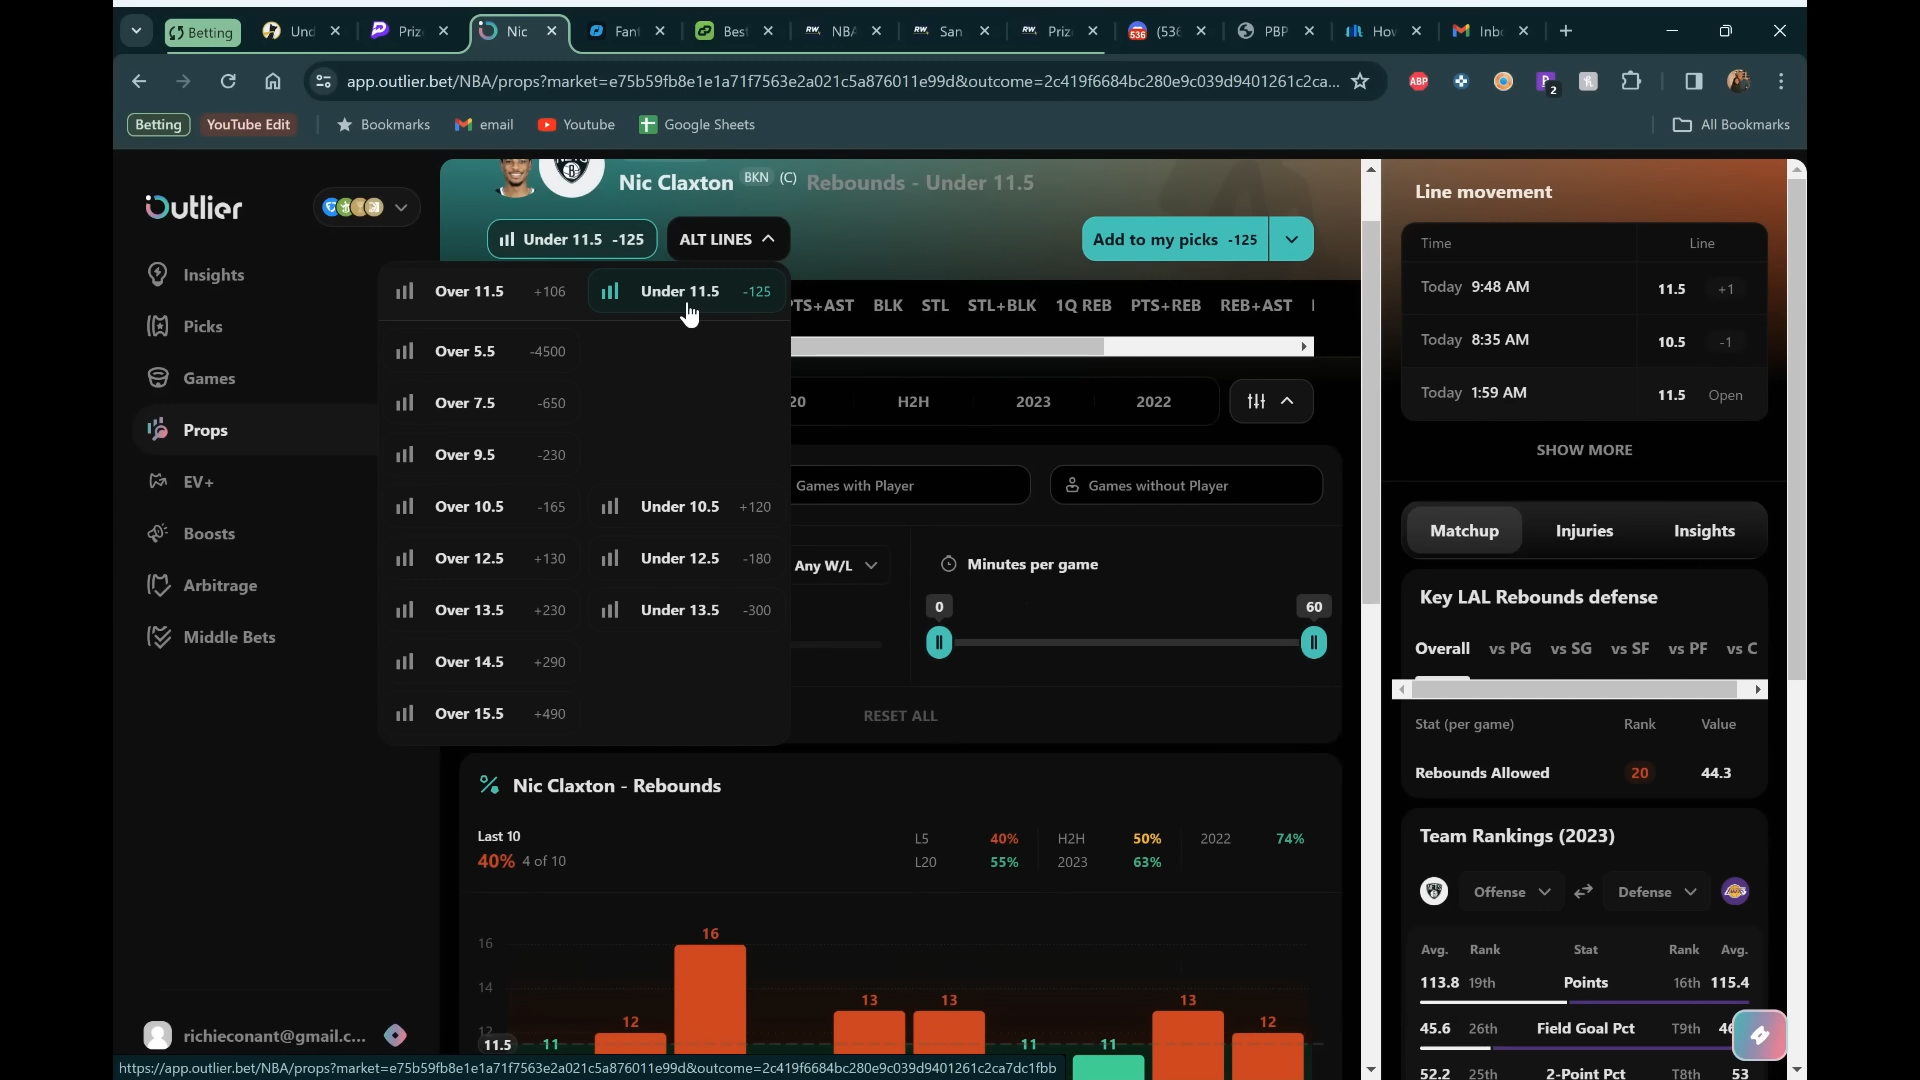 Betting
Und
Prize
Nic
Fant
Best
NBA
San
Prize
(536
PBP
How
Inbo
app.outlier.bet/NBA/props?market=e75b59fb8e1e1a71f7563e2a021c5a876011e99d&outcome=2c419f6684bc280e9c039d9401261c2ca...
ABP
2
Betting
YouTube Edit
Bookmarks
email
Youtube
Google Sheets
All Bookmarks
Outlier
Insights
Picks
Games
Props
EV+
Boosts
Arbitrage
Middle Bets
richieconant@gmail.c...
Nic Claxton BKN (C) Rebounds - Under 11.5
Under 11.5 -125
ALT LINES
Add to my picks -125
Over 11.5 +106 Under 11.5 -125
Over 5.5 -4500
Over 7.5 -650
Over 9.5 -230
Over 10.5 -165 Under 10.5 +120
Over 12.5 +130 Under 12.5 -180
Over 13.5 +230 Under 13.5 -300
Over 14.5 +290
Over 15.5 +490
PTS+AST BLK STL STL+BLK 1Q REB PTS+REB REB+AST
20 H2H 2023 2022
Games with Player
Games without Player
Any W/L
Minutes per game
0 60
RESET ALL
Nic Claxton - Rebounds
Last 10
40% 4 of 10
L5 40% H2H 50% 2022 74%
L20 55% 2023 63%
16
14
12
11.5
11 12 16 13 13 11 11 13 12
Line movement
Time Line
Today 9:48 AM 11.5 +1
Today 8:35 AM 10.5 -1
Today 1:59 AM 11.5 Open
SHOW MORE
Matchup Injuries Insights
Key LAL Rebounds defense
Overall vs PG vs SG vs SF vs PF vs C
Stat (per game) Rank Value
Rebounds Allowed 20 44.3
Team Rankings (2023)
Offense Defense
Avg. Rank Stat Rank Avg.
113.8 19th Points 16th 115.4
45.6 26th Field Goal Pct T9th
52.2 25th 2-Point Pct T8th 53
https://app.outlier.bet/NBA/props?market=e75b59fb8e1e1a71f7563e2a021c5a876011e99d&outcome=2c419f6684bc280e9c039d9401261c2ca7dc1fbb